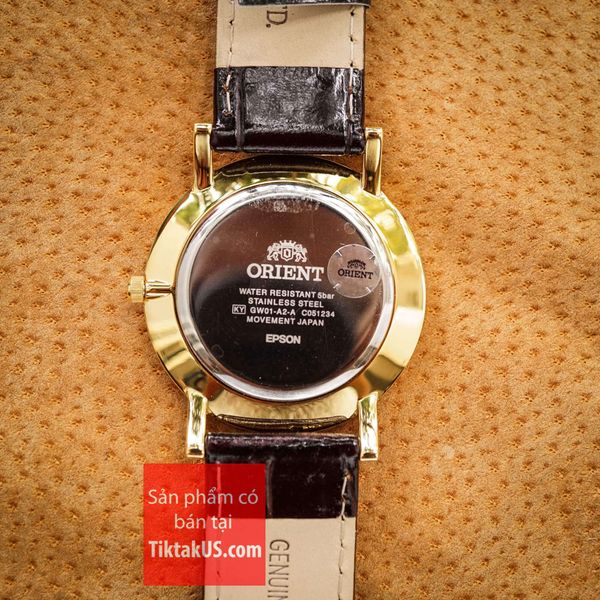 'D.
ORIENT
ORIENT
WATER RESISTANT 5bar
STAINLESS STEEL
KY GW01-A2-A C051234
MOVEMENT JAPAN
EPSON
Sản phẩm có
bán tại
TiktakUS.com
GENUIN